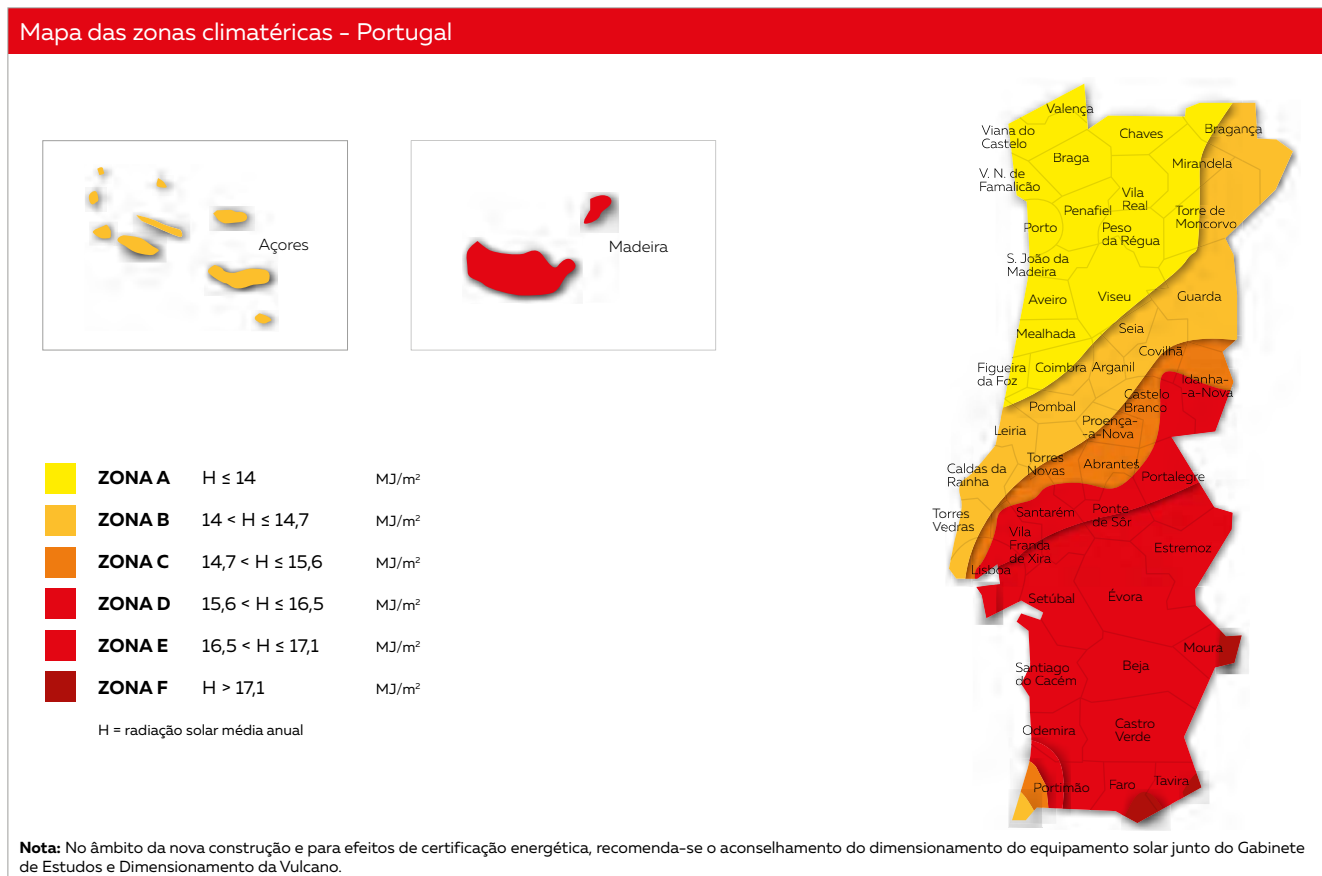 Mapa das zonas climatéricas - Portugal
Açores
Madeira
Valença
Viana do
Castelo
Chaves
Bragança
Braga
Mirandela
V. N. de
Famalicão
Vila
Real
Penafiel
Torre de
Moncorvo
Porto
Peso
da Régua
S. João da
Madeira
Aveiro
Viseu
Guarda
Mealhada
Seia
Covilhã
Figueira
da Foz
Coimbra
Arganil
Idanha-
-a-Nova
Castelo
Branco
Pombal
Proença-
-a-Nova
Leiria
Caldas da
Rainha
Torres
Novas
Abrantes
Portalegre
Torres
Vedras
Santarém
Ponte
de Sôr
Vila
Franda
de Xira
Estremoz
Lisboa
Setúbal
Évora
Moura
Santiago
do Cacém
Beja
Odemira
Castro
Verde
Portimão
Faro
Tavira
ZONA A H ≤ 14 MJ/m²
ZONA B 14 < H ≤ 14,7 MJ/m²
ZONA C 14,7 < H ≤ 15,6 MJ/m²
ZONA D 15,6 < H ≤ 16,5 MJ/m²
ZONA E 16,5 < H ≤ 17,1 MJ/m²
ZONA F H > 17,1 MJ/m²
H = radiação solar média anual
Nota: No âmbito da nova construção e para efeitos de certificação energética, recomenda-se o aconselhamento do dimensionamento do equipamento solar junto do Gabinete
de Estudos e Dimensionamento da Vulcano.